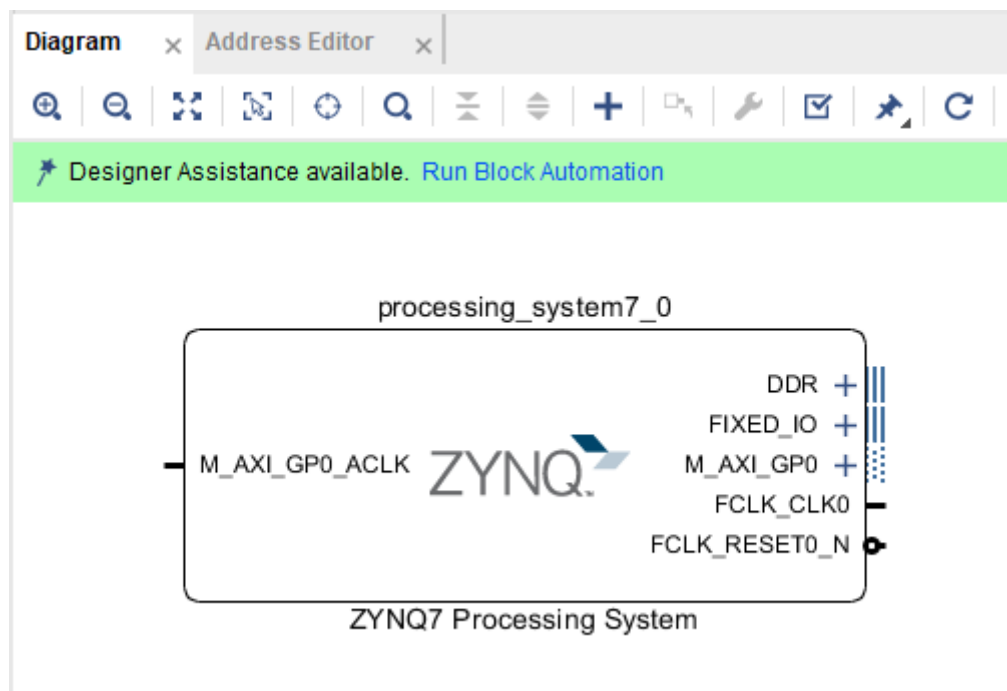 Diagram Address Editor
Designer Assistance available. Run Block Automation
processing_system7_0
DDR
FIXED_IO
M_AXI_GP0_ACLK ZYNQ™ M_AXI_GP0
FCLK_CLK0
FCLK_RESET0_N
ZYNQ7 Processing System